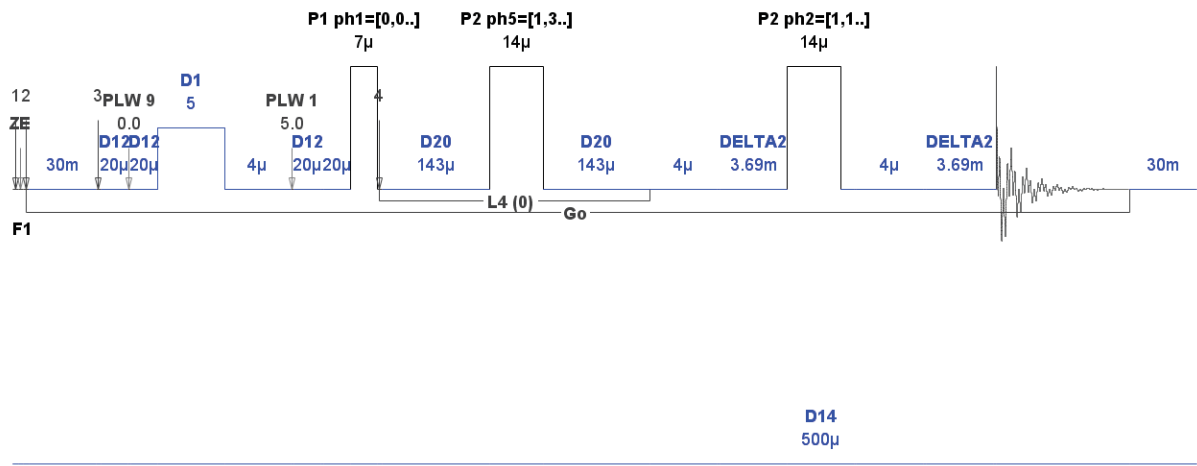 P1 ph1=[0,0..] P2 ph5=[1,3..] P2 ph2=[1,1..]
7µ 14µ 14µ
D1
12 3 PLW 9 5 PLW 1 4
ZE 0.0 5.0
D12 D12 D12 D20 D20 DELTA2 DELTA2
30m 20µ 20µ 4µ 20µ 20µ 143µ 143µ 4µ 3.69m 4µ 3.69m 30m
L4 (0)
Go
F1
D14
500µ